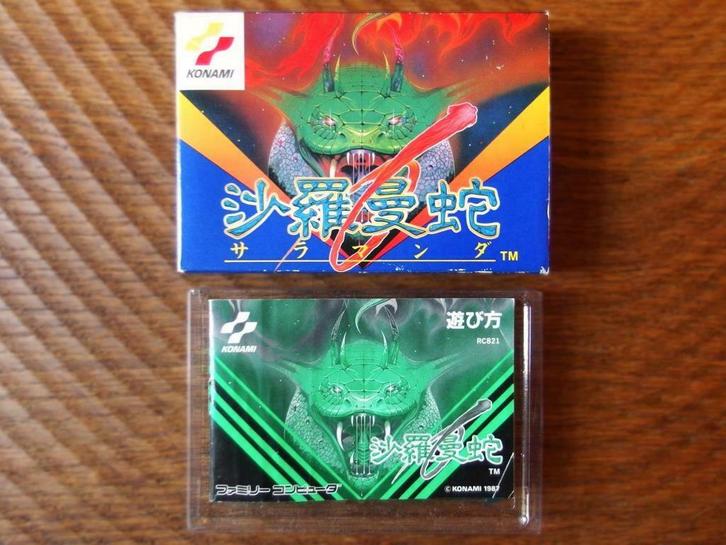 KONAMI
沙羅曼蛇
サラマンダ
TM
KONAMI
遊び方
RC821
沙羅曼蛇
TM
ファミリーコンピュータ
© KONAMI 1987